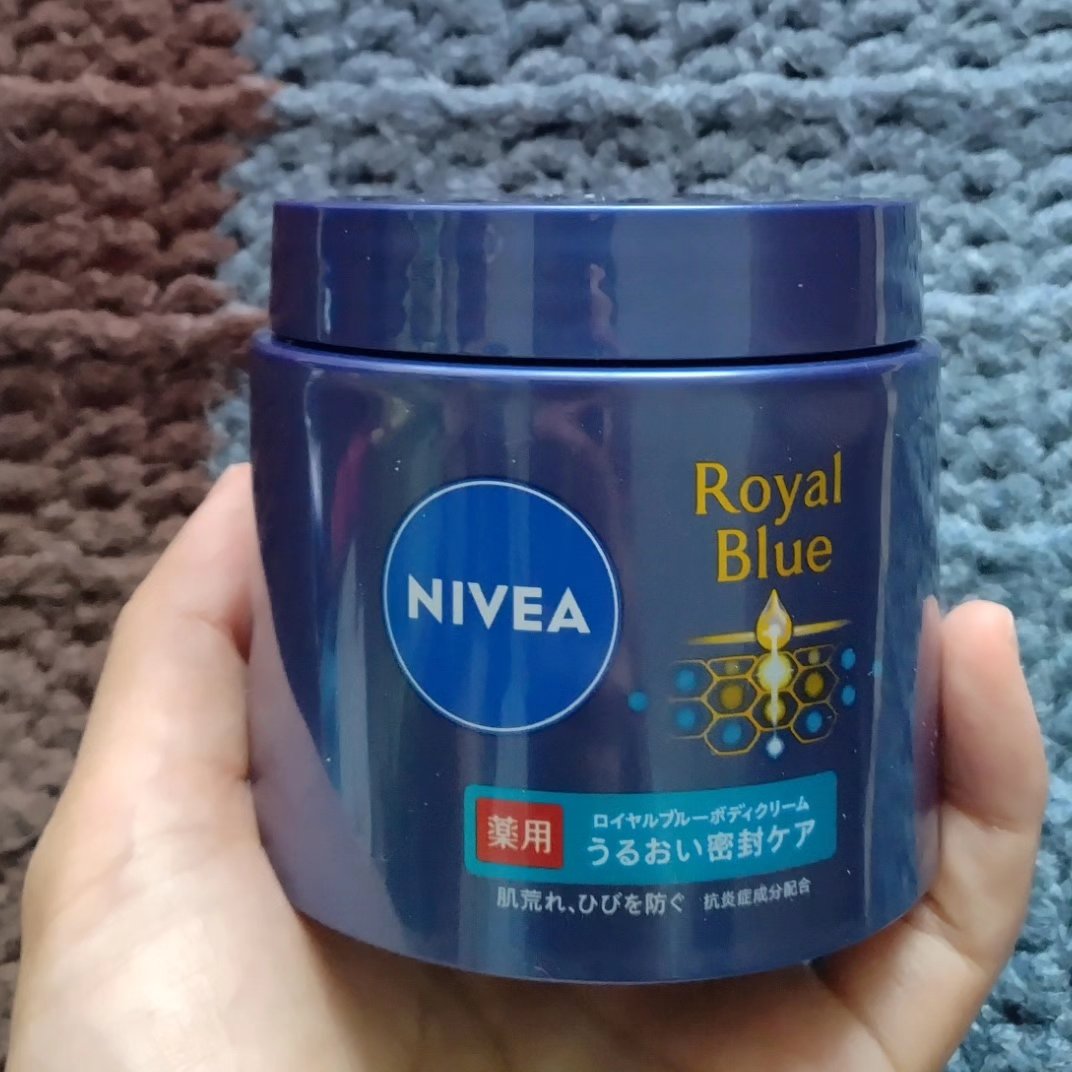 NIVEA
Royal
Blue
薬用
ロイヤルブルーボディクリーム
うるおい密封ケア
肌荒れ、ひびを防ぐ 抗炎症成分配合